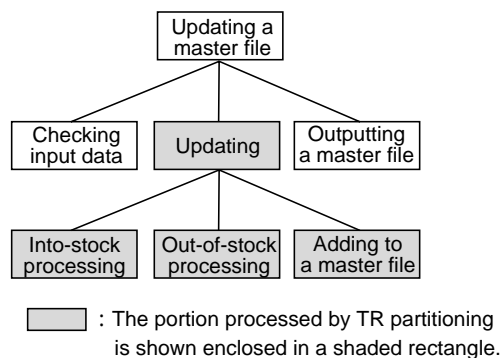 Updating a
master file
Checking
input data
Updating
Outputting
a master file
Into-stock
processing
Out-of-stock
processing
Adding to
a master file
: The portion processed by TR partitioning
is shown enclosed in a shaded rectangle.